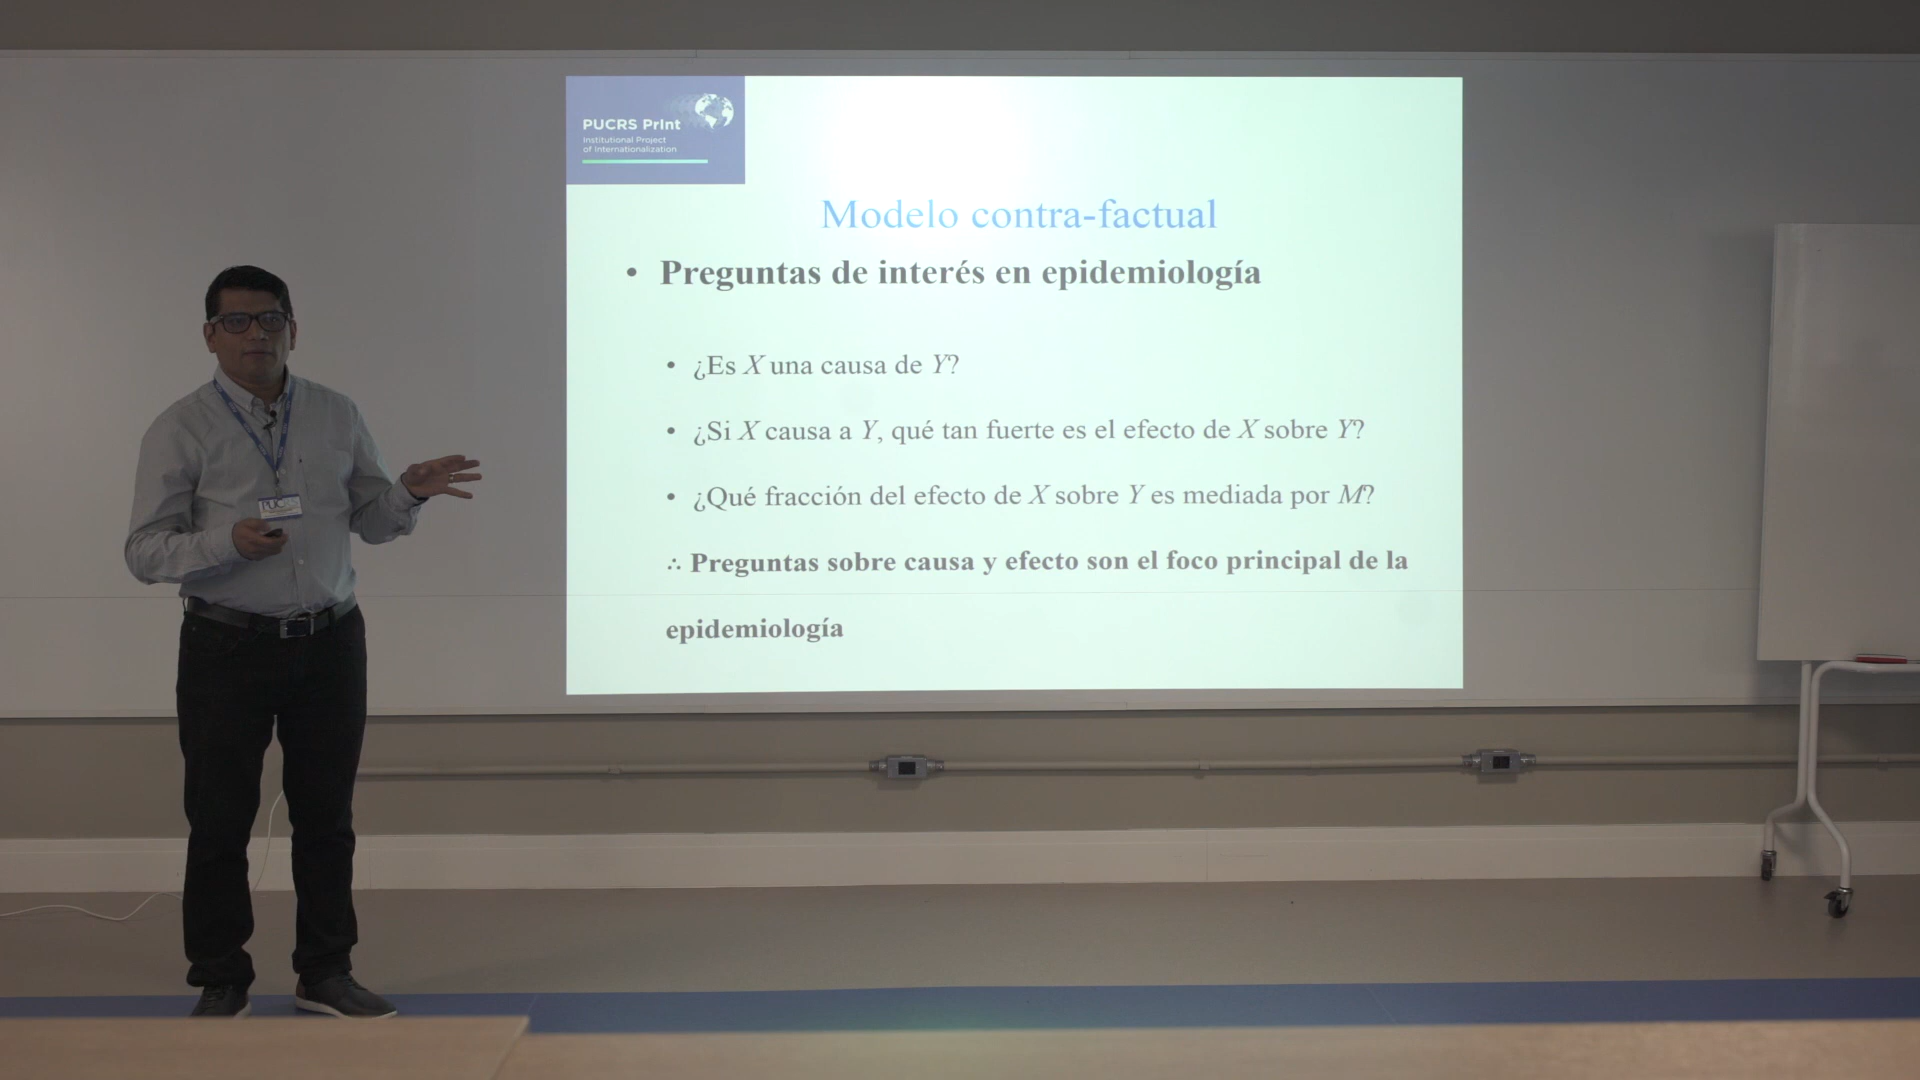 PUCRS PrInt
Institutional Project
of Internationalization
Modelo contra-factual
• Preguntas de interés en epidemiología
• ¿Es X una causa de Y?
• ¿Si X causa a Y, qué tan fuerte es el efecto de X sobre Y?
• ¿Qué fracción del efecto de X sobre Y es mediada por M?
∴ Preguntas sobre causa y efecto son el foco principal de la
epidemiología